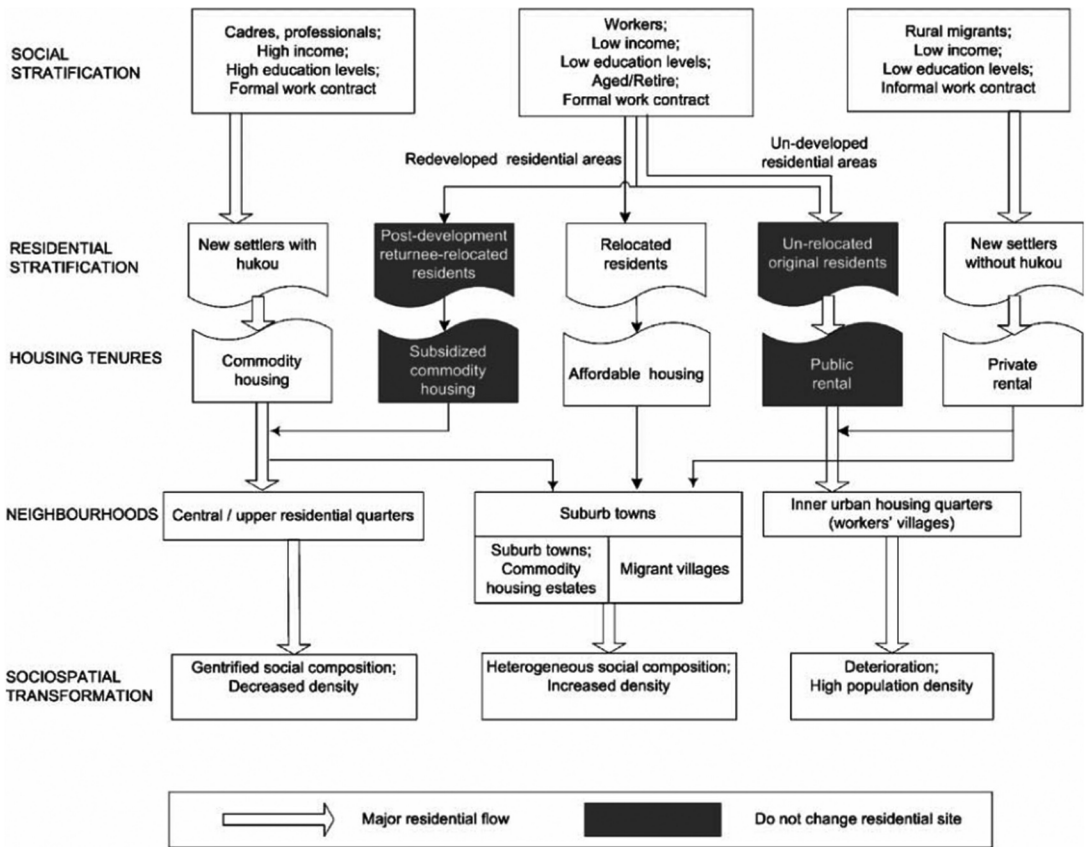 SOCIAL
STRATIFICATION
Cadres, professionals;
High income;
High education levels;
Formal work contract
Workers;
Low income;
Low education levels;
Aged/Retire;
Formal work contract
Rural migrants;
Low income;
Low education levels;
Informal work contract
Redeveloped residential areas
Un-developed
residential areas
RESIDENTIAL
STRATIFICATION
New settlers with
hukou
Post-development
returnee-relocated
residents
Relocated
residents
Un-relocated
original residents
New settlers
without hukou
HOUSING TENURES
Commodity
housing
Subsidized
commodity
housing
Affordable housing
Public
rental
Private
rental
NEIGHBOURHOODS
Central / upper residential quarters
Suburb towns
Suburb towns;
Commodity
housing estates
Migrant villages
Inner urban housing quarters
(workers' villages)
SOCIOSPATIAL
TRANSFORMATION
Gentrified social composition;
Decreased density
Heterogeneous social composition;
Increased density
Deterioration;
High population density
Major residential flow
Do not change residential site